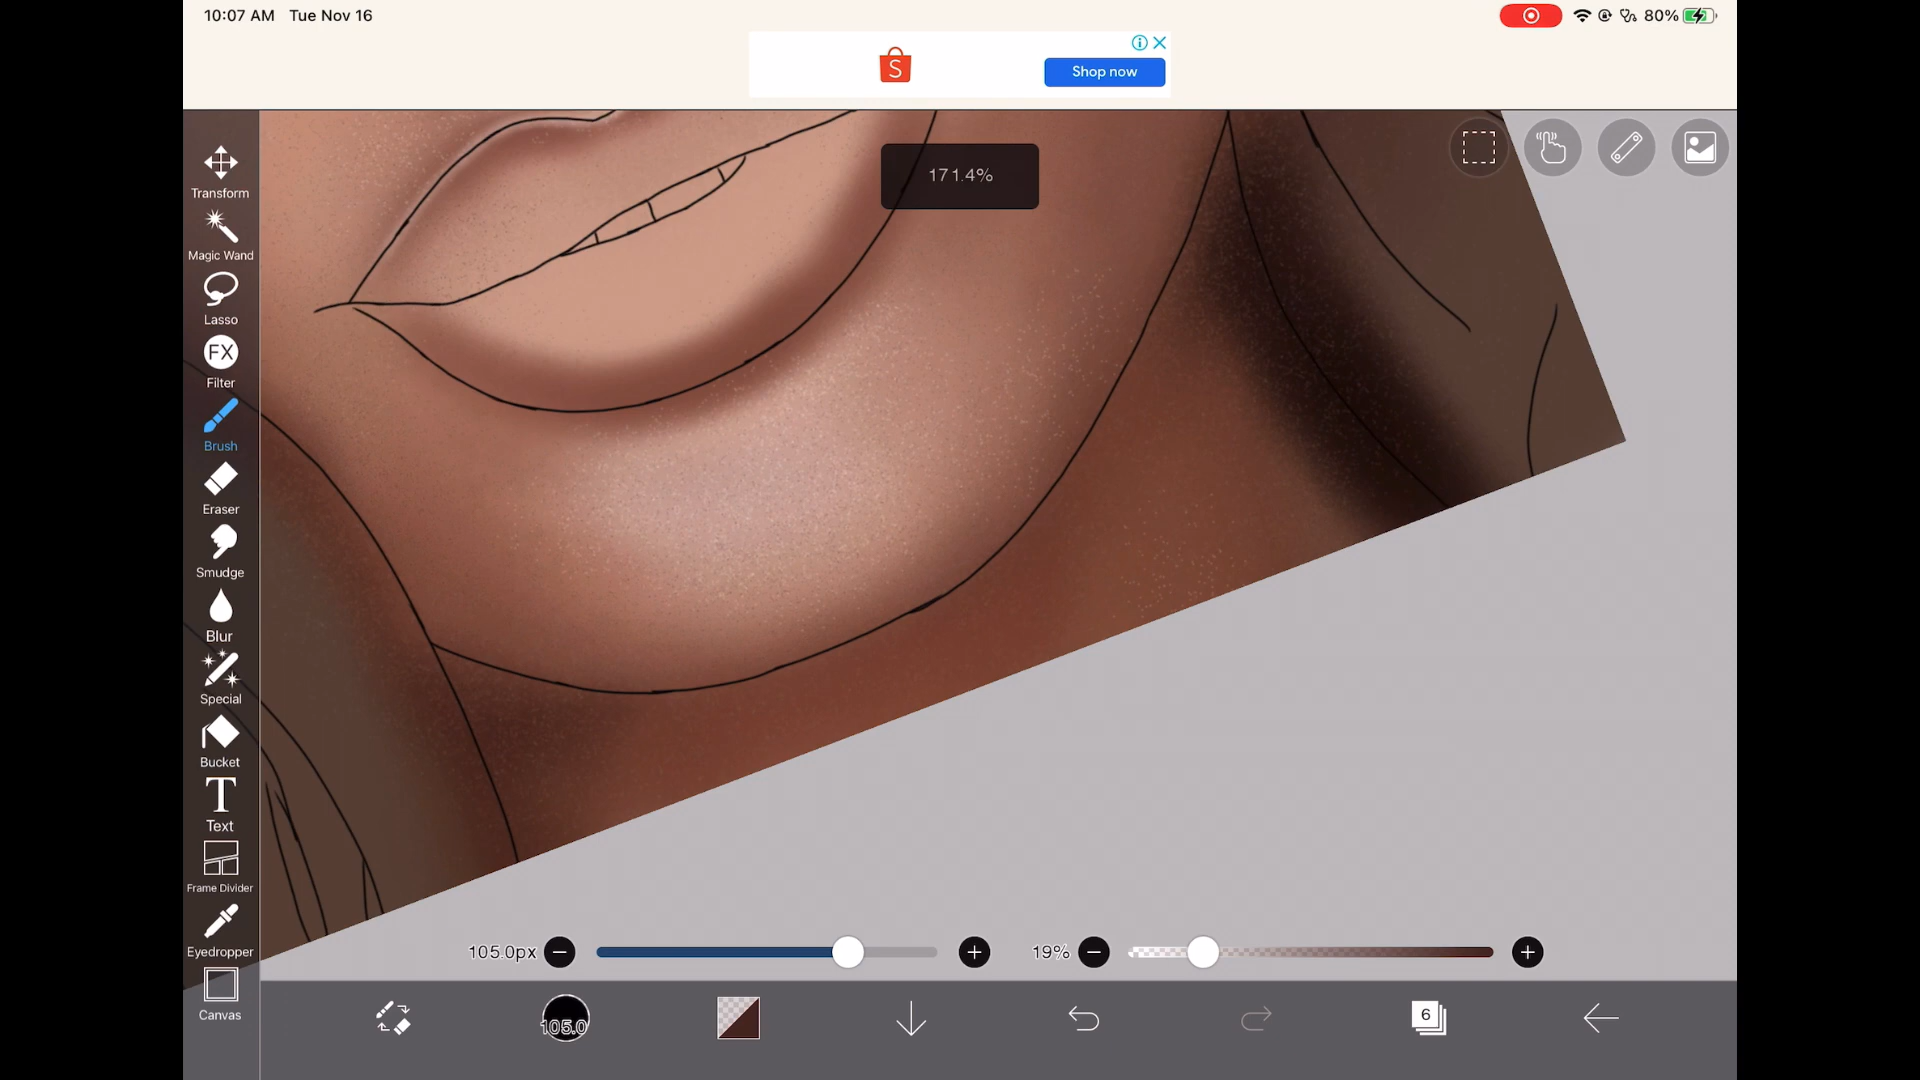 10:07 AM Tue Nov 16
80%
S
Shop now
171.4%
Transform
Magic Wand
Lasso
FX
Filter
Brush
Eraser
Smudge
Blur
Special
Bucket
T
Text
Frame Divider
Eyedropper
Canvas
105.0px
19%
105.0
6